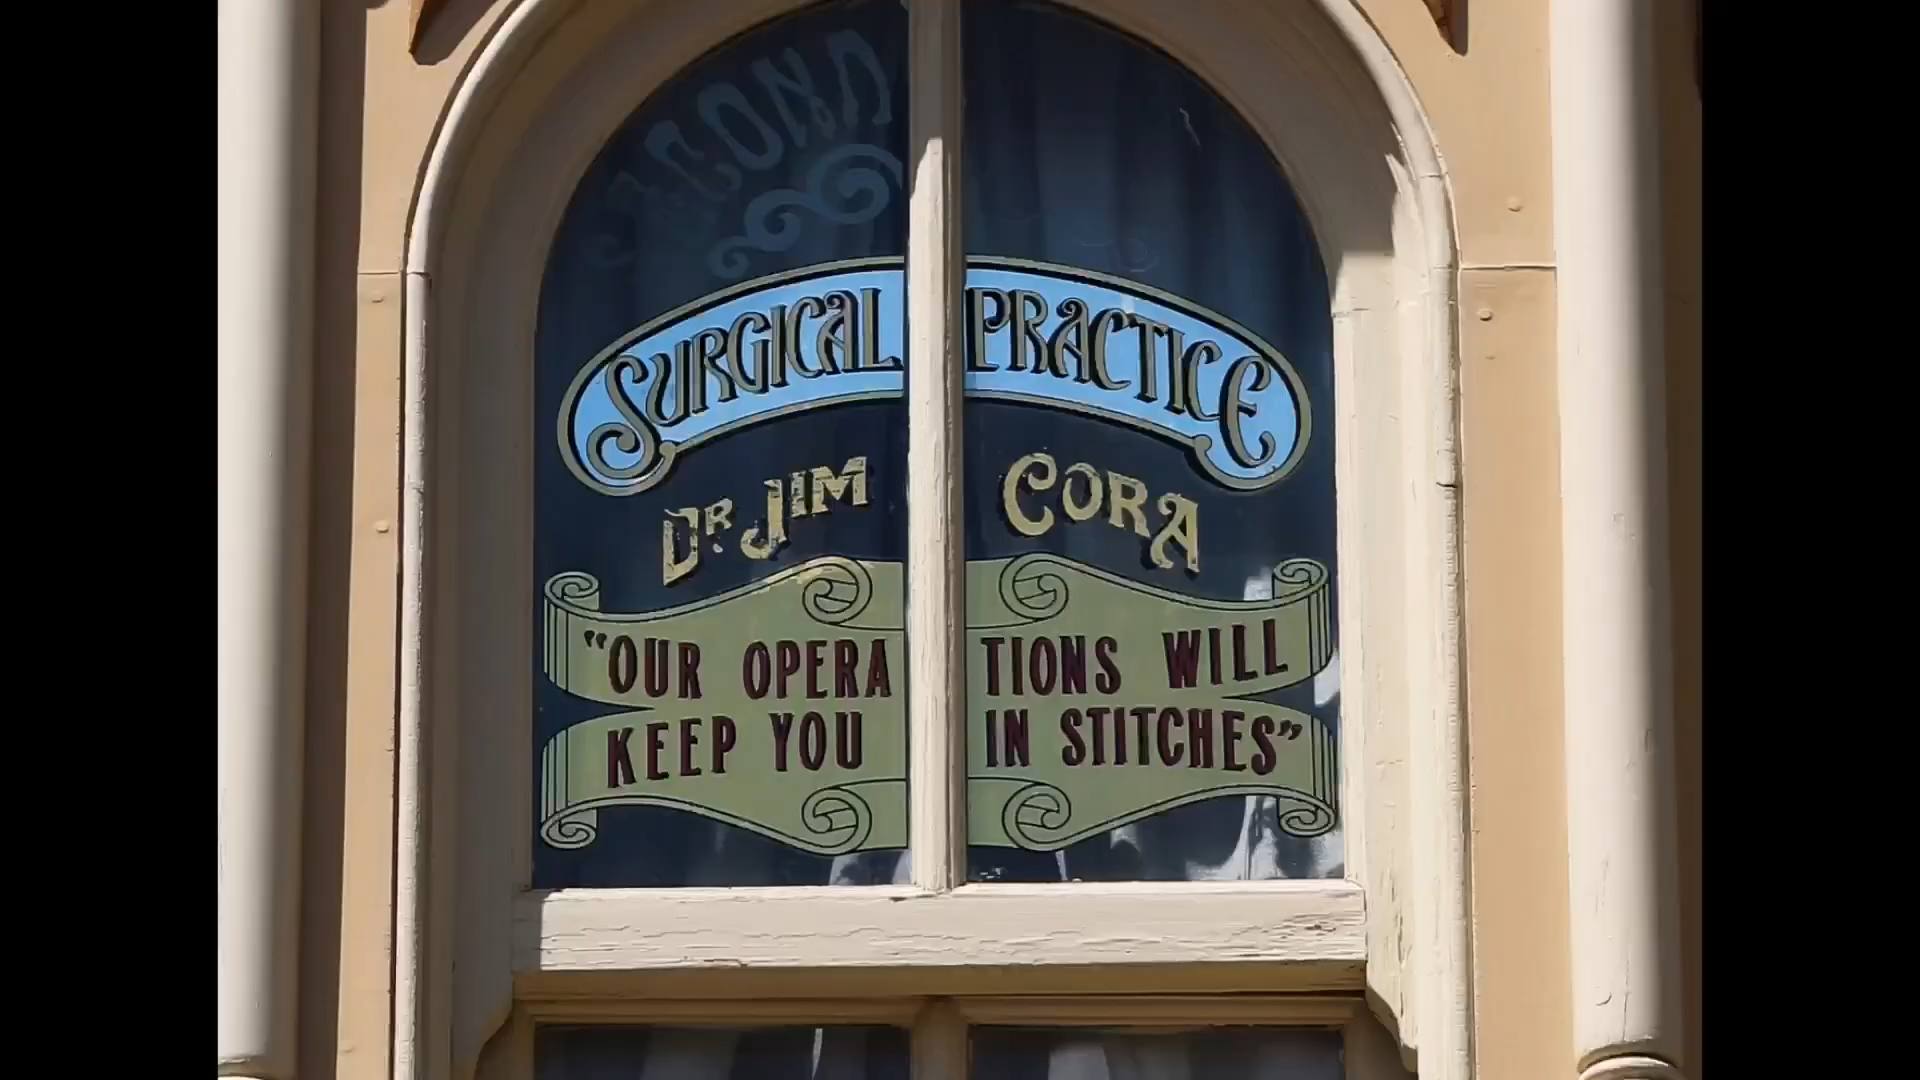 SURGICAL PRACTICE
DR JIM CORA
"OUR OPERATIONS WILL
KEEP YOU IN STITCHES"